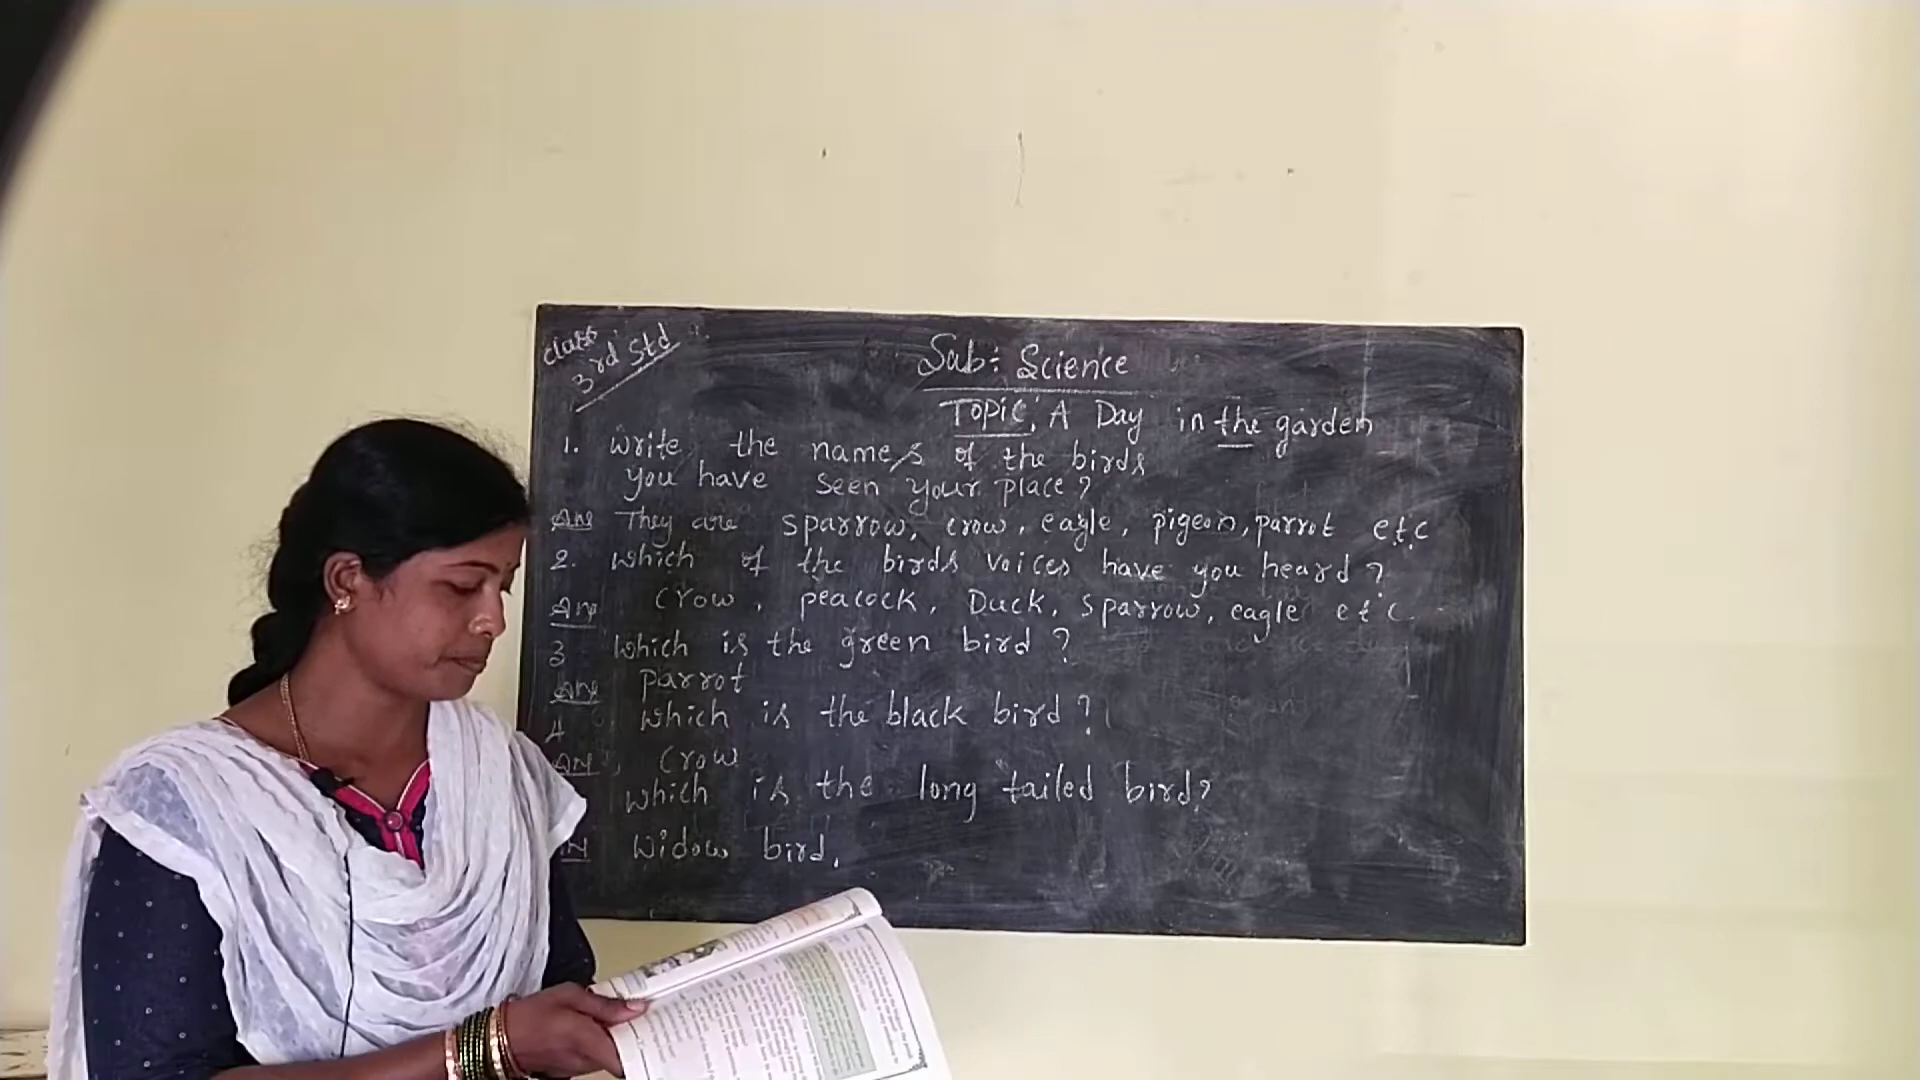 class
3rd Std
Sub: Science
Topic: A Day in the garden
1. Write the names of the birds
you have seen your place?
Ans They are sparrow, crow, eagle, pigeon, parrot etc
2. Which of the birds voices have you heard?
Ans crow, peacock, Duck, sparrow, eagle etc.
3 Which is the green bird?
Ans parrot
4 Which is the black bird?
Ans, crow
which is the long tailed bird?
Widow bird.